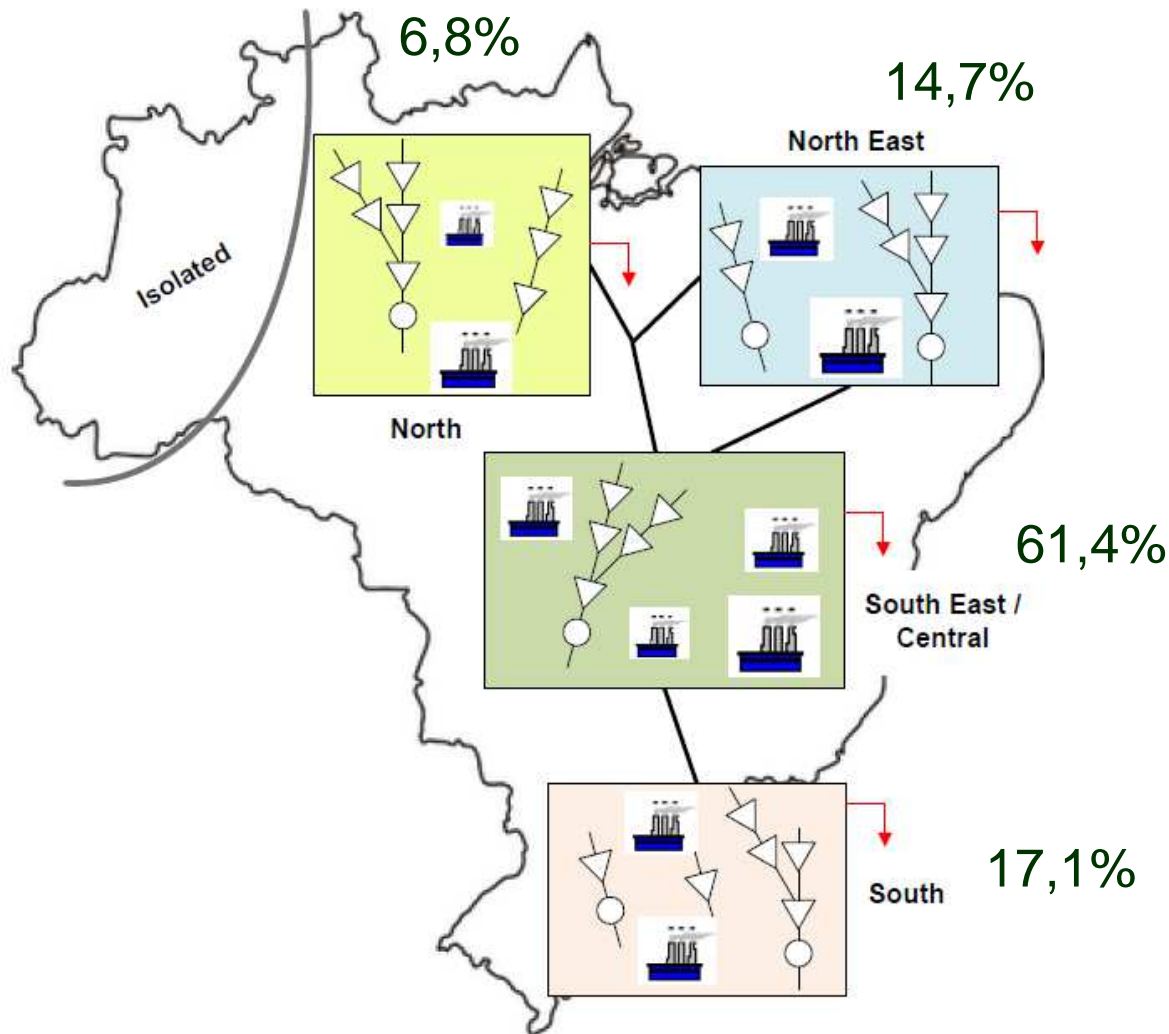 6,8%
14,7%
North East
Isolated
North
61,4%
South East /
Central
17,1%
South